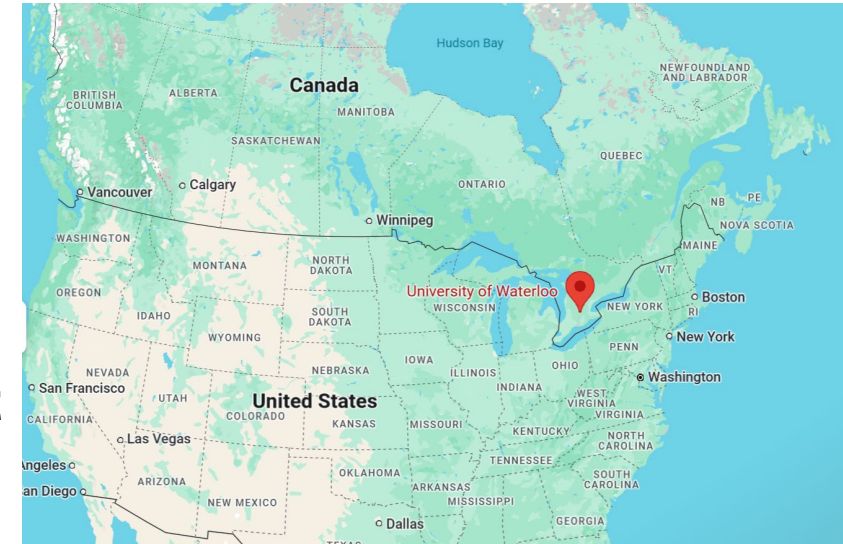 Hudson Bay
NEWFOUNDLAND
AND LABRADOR
Canada
BRITISH
COLUMBIA
ALBERTA
MANITOBA
SASKATCHEWAN
QUEBEC
ONTARIO
Vancouver
Calgary
NB
PE
Winnipeg
NOVA SCOTIA
WASHINGTON
MAINE
MONTANA
NORTH
DAKOTA
VT
University of Waterloo
OREGON
Boston
WISCONSIN
NEW YORK
RI
IDAHO
SOUTH
DAKOTA
WYOMING
New York
PENN
IOWA
OHIO
NEBRASKA
ILLINOIS
INDIANA
Washington
NEVADA
San Francisco
UTAH
United States
WEST
VIRGINIA
VIRGINIA
COLORADO
CALIFORNIA
KANSAS
MISSOURI
KENTUCKY
Las Vegas
NORTH
CAROLINA
TENNESSEE
Angeles
OKLAHOMA
ARKANSAS
SOUTH
CAROLINA
ARIZONA
an Diego
NEW MEXICO
MISSISSIPPI
Dallas
GEORGIA
TEXAS